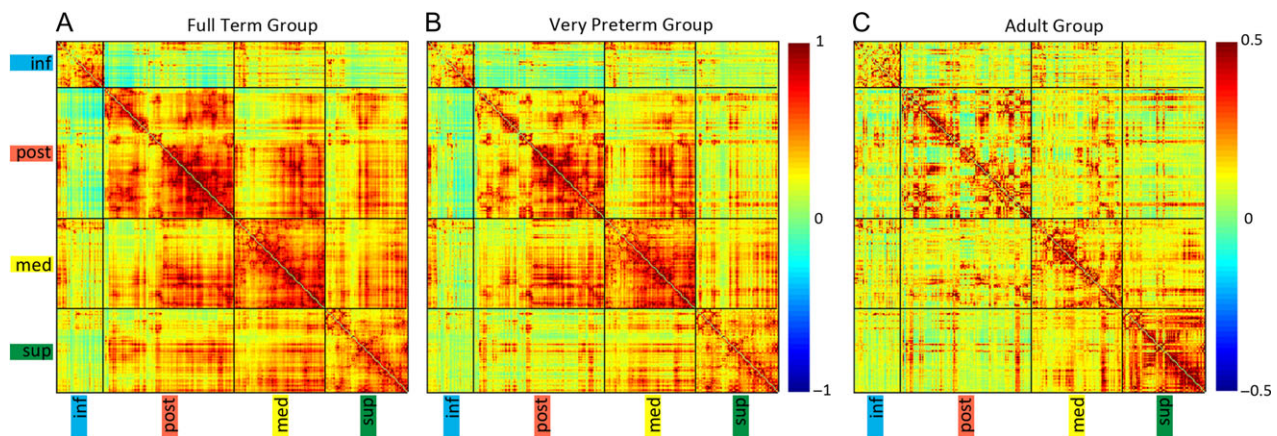 A Full Term Group
B Very Preterm Group
C Adult Group
inf
post
med
sup
inf
post
med
sup
inf
post
med
sup
inf
post
med
sup
1
0
−1
0.5
0
−0.5